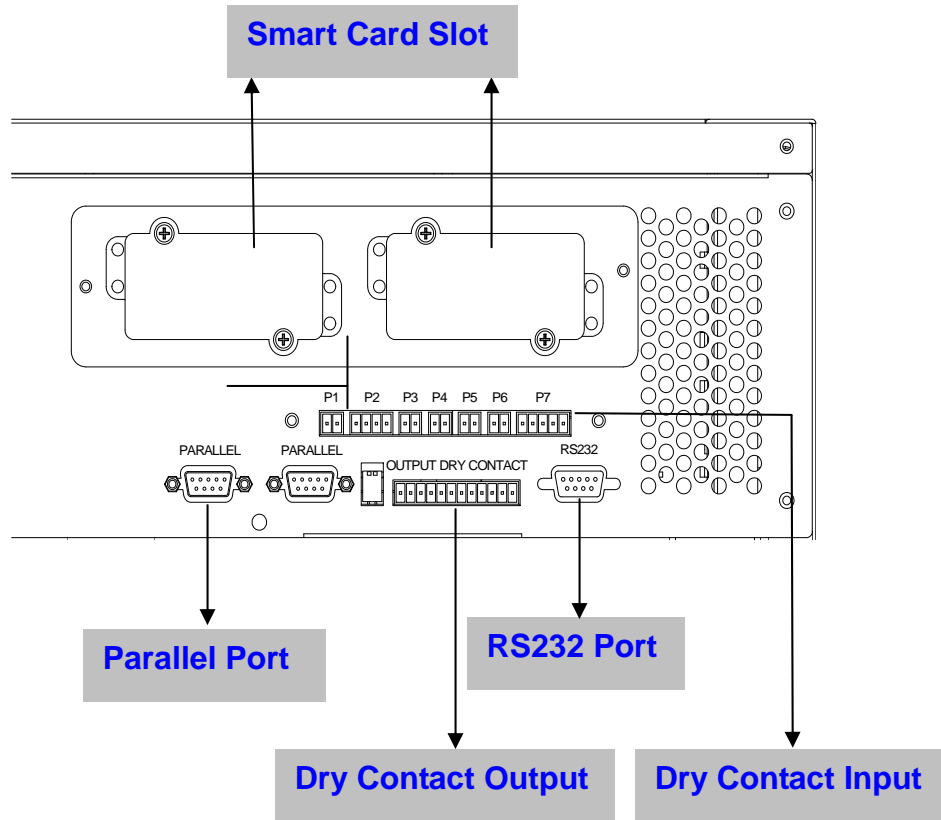 Smart Card Slot
P1 P2 P3 P4 P5 P6 P7
PARALLEL PARALLEL OUTPUT DRY CONTACT RS232
Parallel Port
RS232 Port
Dry Contact Output
Dry Contact Input